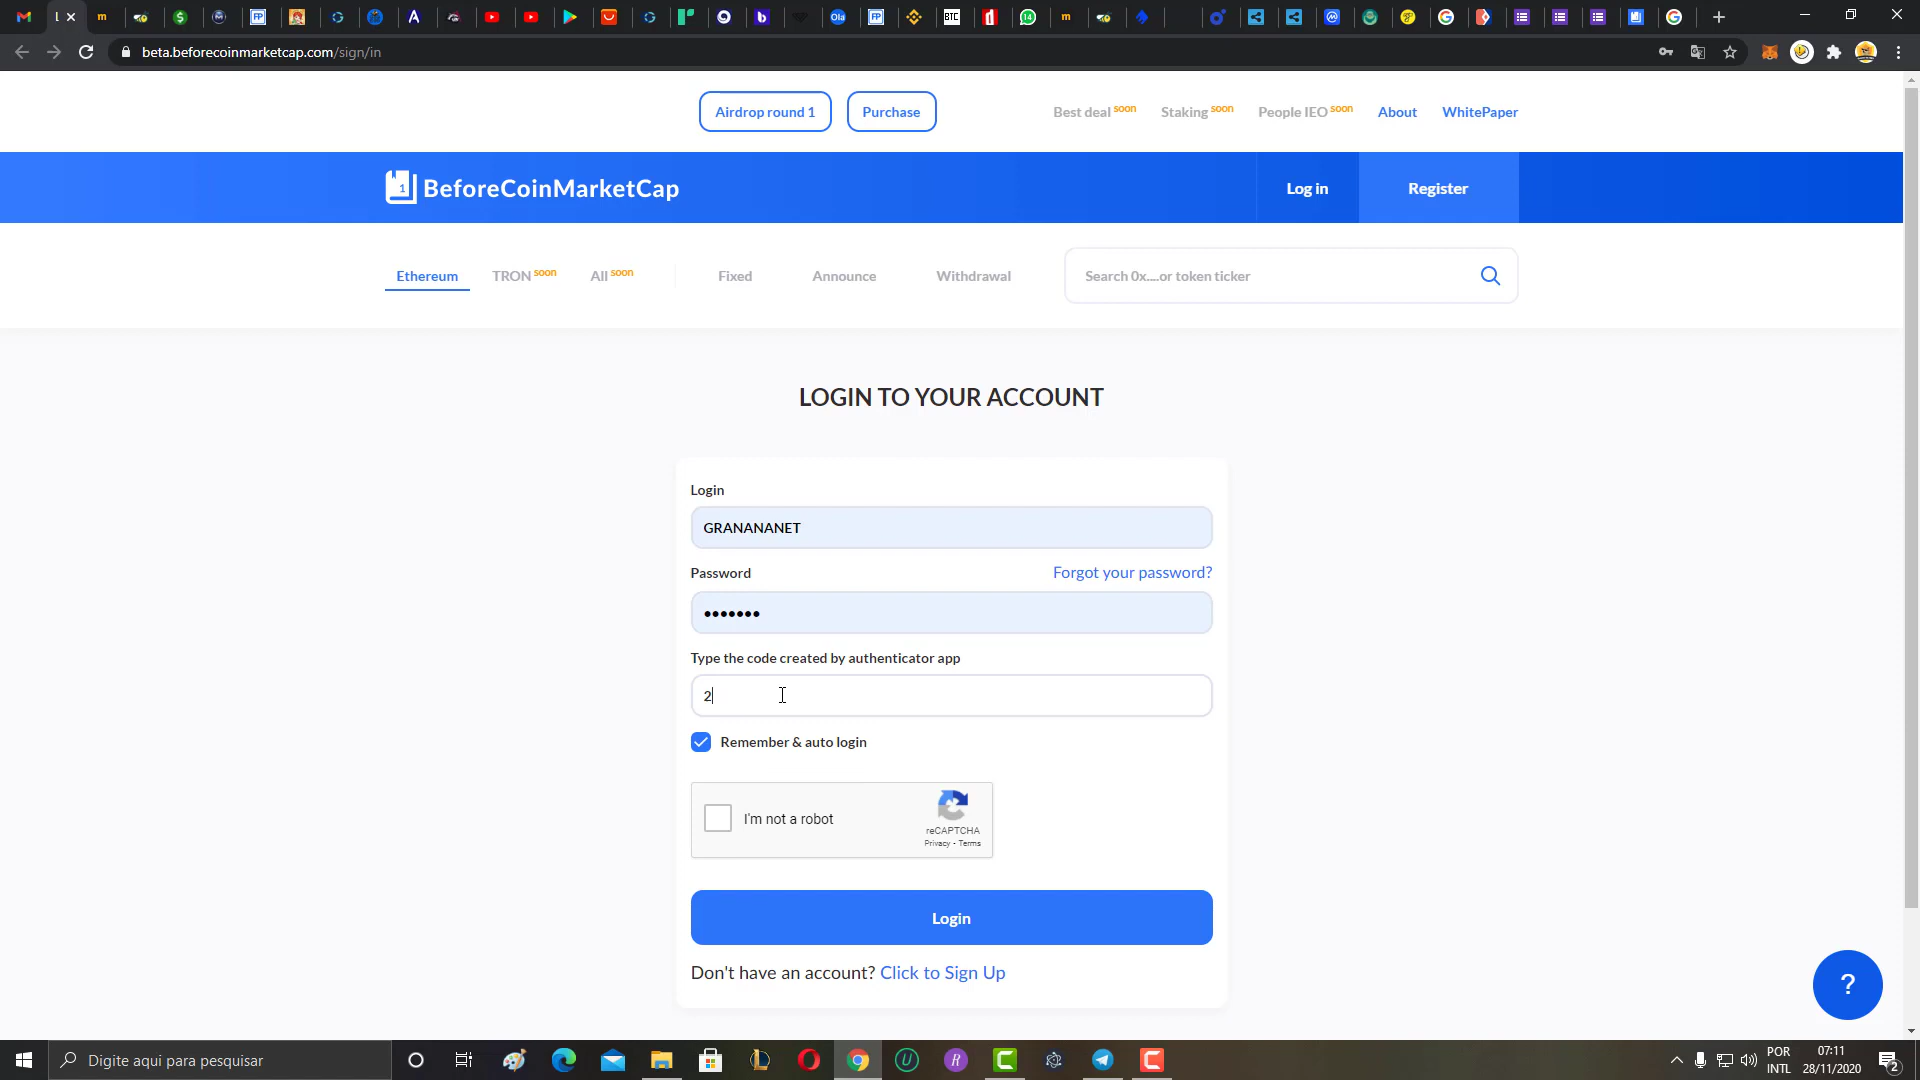 beta.beforecoinmarketcap.com/sign/in
Airdrop round 1
Purchase
Best deal soon
Staking soon
People IEO soon
About
WhitePaper
1 BeforeCoinMarketCap
Log in
Register
Ethereum
TRON soon
All soon
Fixed
Announce
Withdrawal
Search 0x....or token ticker
LOGIN TO YOUR ACCOUNT
Login
GRANANANET
Password
Forgot your password?
•••••••
Type the code created by authenticator app
2
Remember & auto login
I'm not a robot
reCAPTCHA
Privacy - Terms
Login
Don't have an account? Click to Sign Up
?
Digite aqui para pesquisar
POR
INTL
07:11
28/11/2020
2